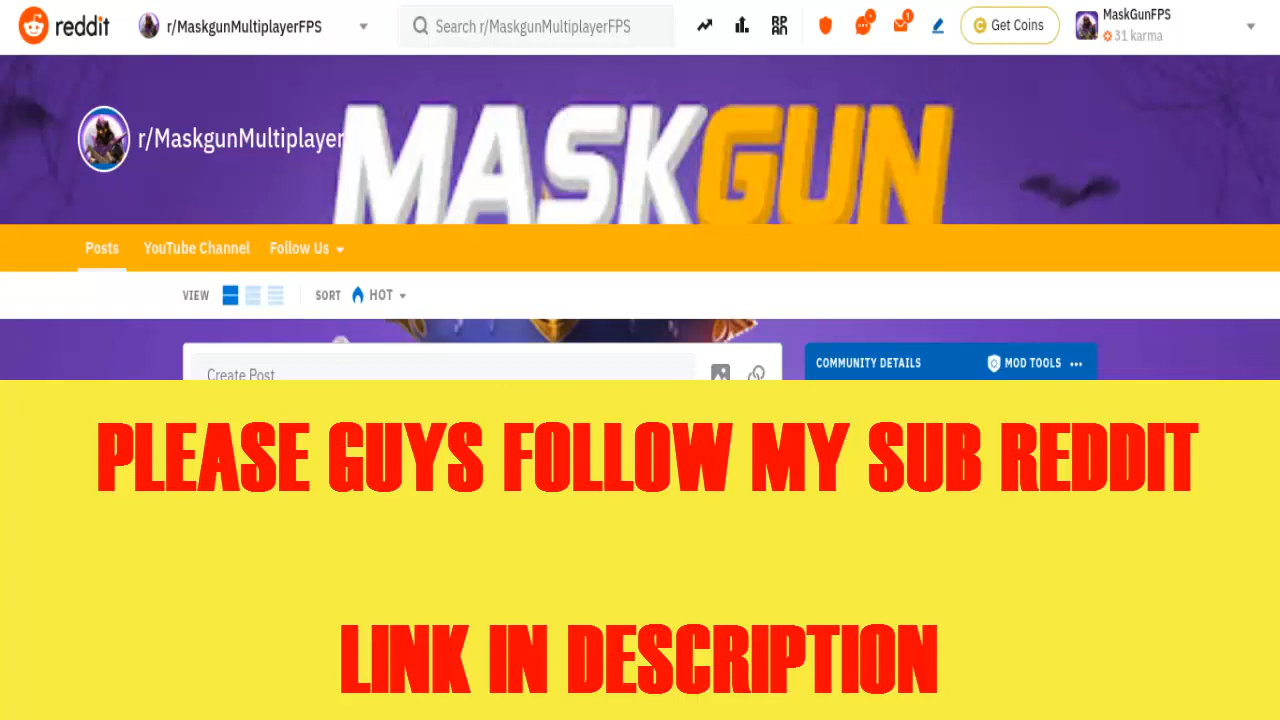 reddit r/MaskgunMultiplayerFPS Search r/MaskgunMultiplayerFPS 1 Get Coins MaskGunFPS
31 karma
MASKGUN
r/MaskgunMultiplayer
Posts YouTube Channel Follow Us
VIEW SORT HOT
Create Post COMMUNITY DETAILS MOD TOOLS
PLEASE GUYS FOLLOW MY SUB REDDIT
LINK IN DESCRIPTION